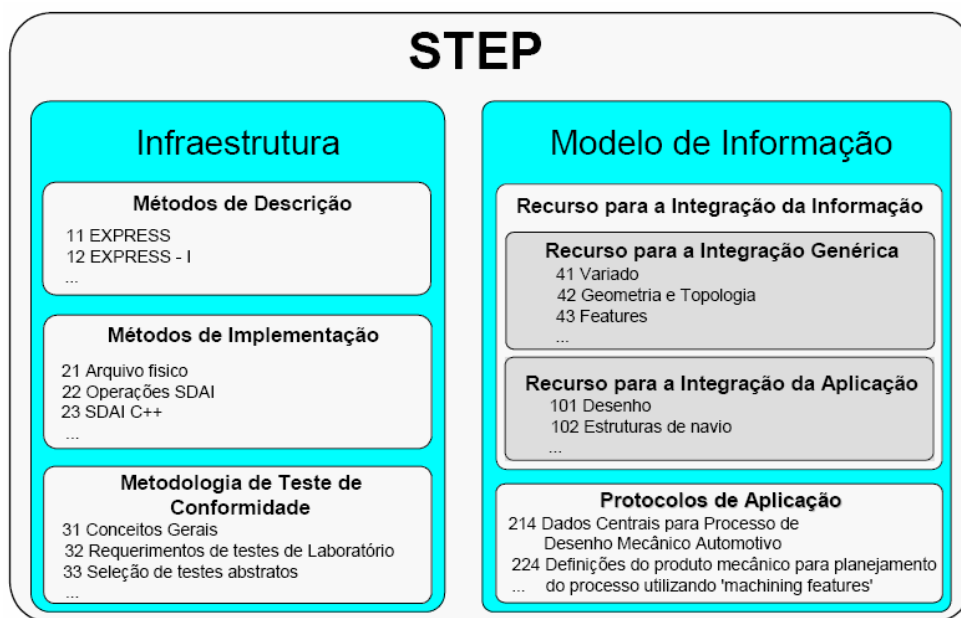 STEP
Infraestrutura
Métodos de Descrição
11 EXPRESS
12 EXPRESS - I
...
Métodos de Implementação
21 Arquivo fisico
22 Operações SDAI
23 SDAI C++
...
Metodologia de Teste de
Conformidade
31 Conceitos Gerais
32 Requerimentos de testes de Laboratório
33 Seleção de testes abstratos
...
Modelo de Informação
Recurso para a Integração da Informação
Recurso para a Integração Genérica
41 Variado
42 Geometria e Topologia
43 Features
...
Recurso para a Integração da Aplicação
101 Desenho
102 Estruturas de navio
...
Protocolos de Aplicação
214 Dados Centrais para Processo de
Desenho Mecânico Automotivo
224 Definições do produto mecânico para planejamento
... do processo utilizando 'machining features'